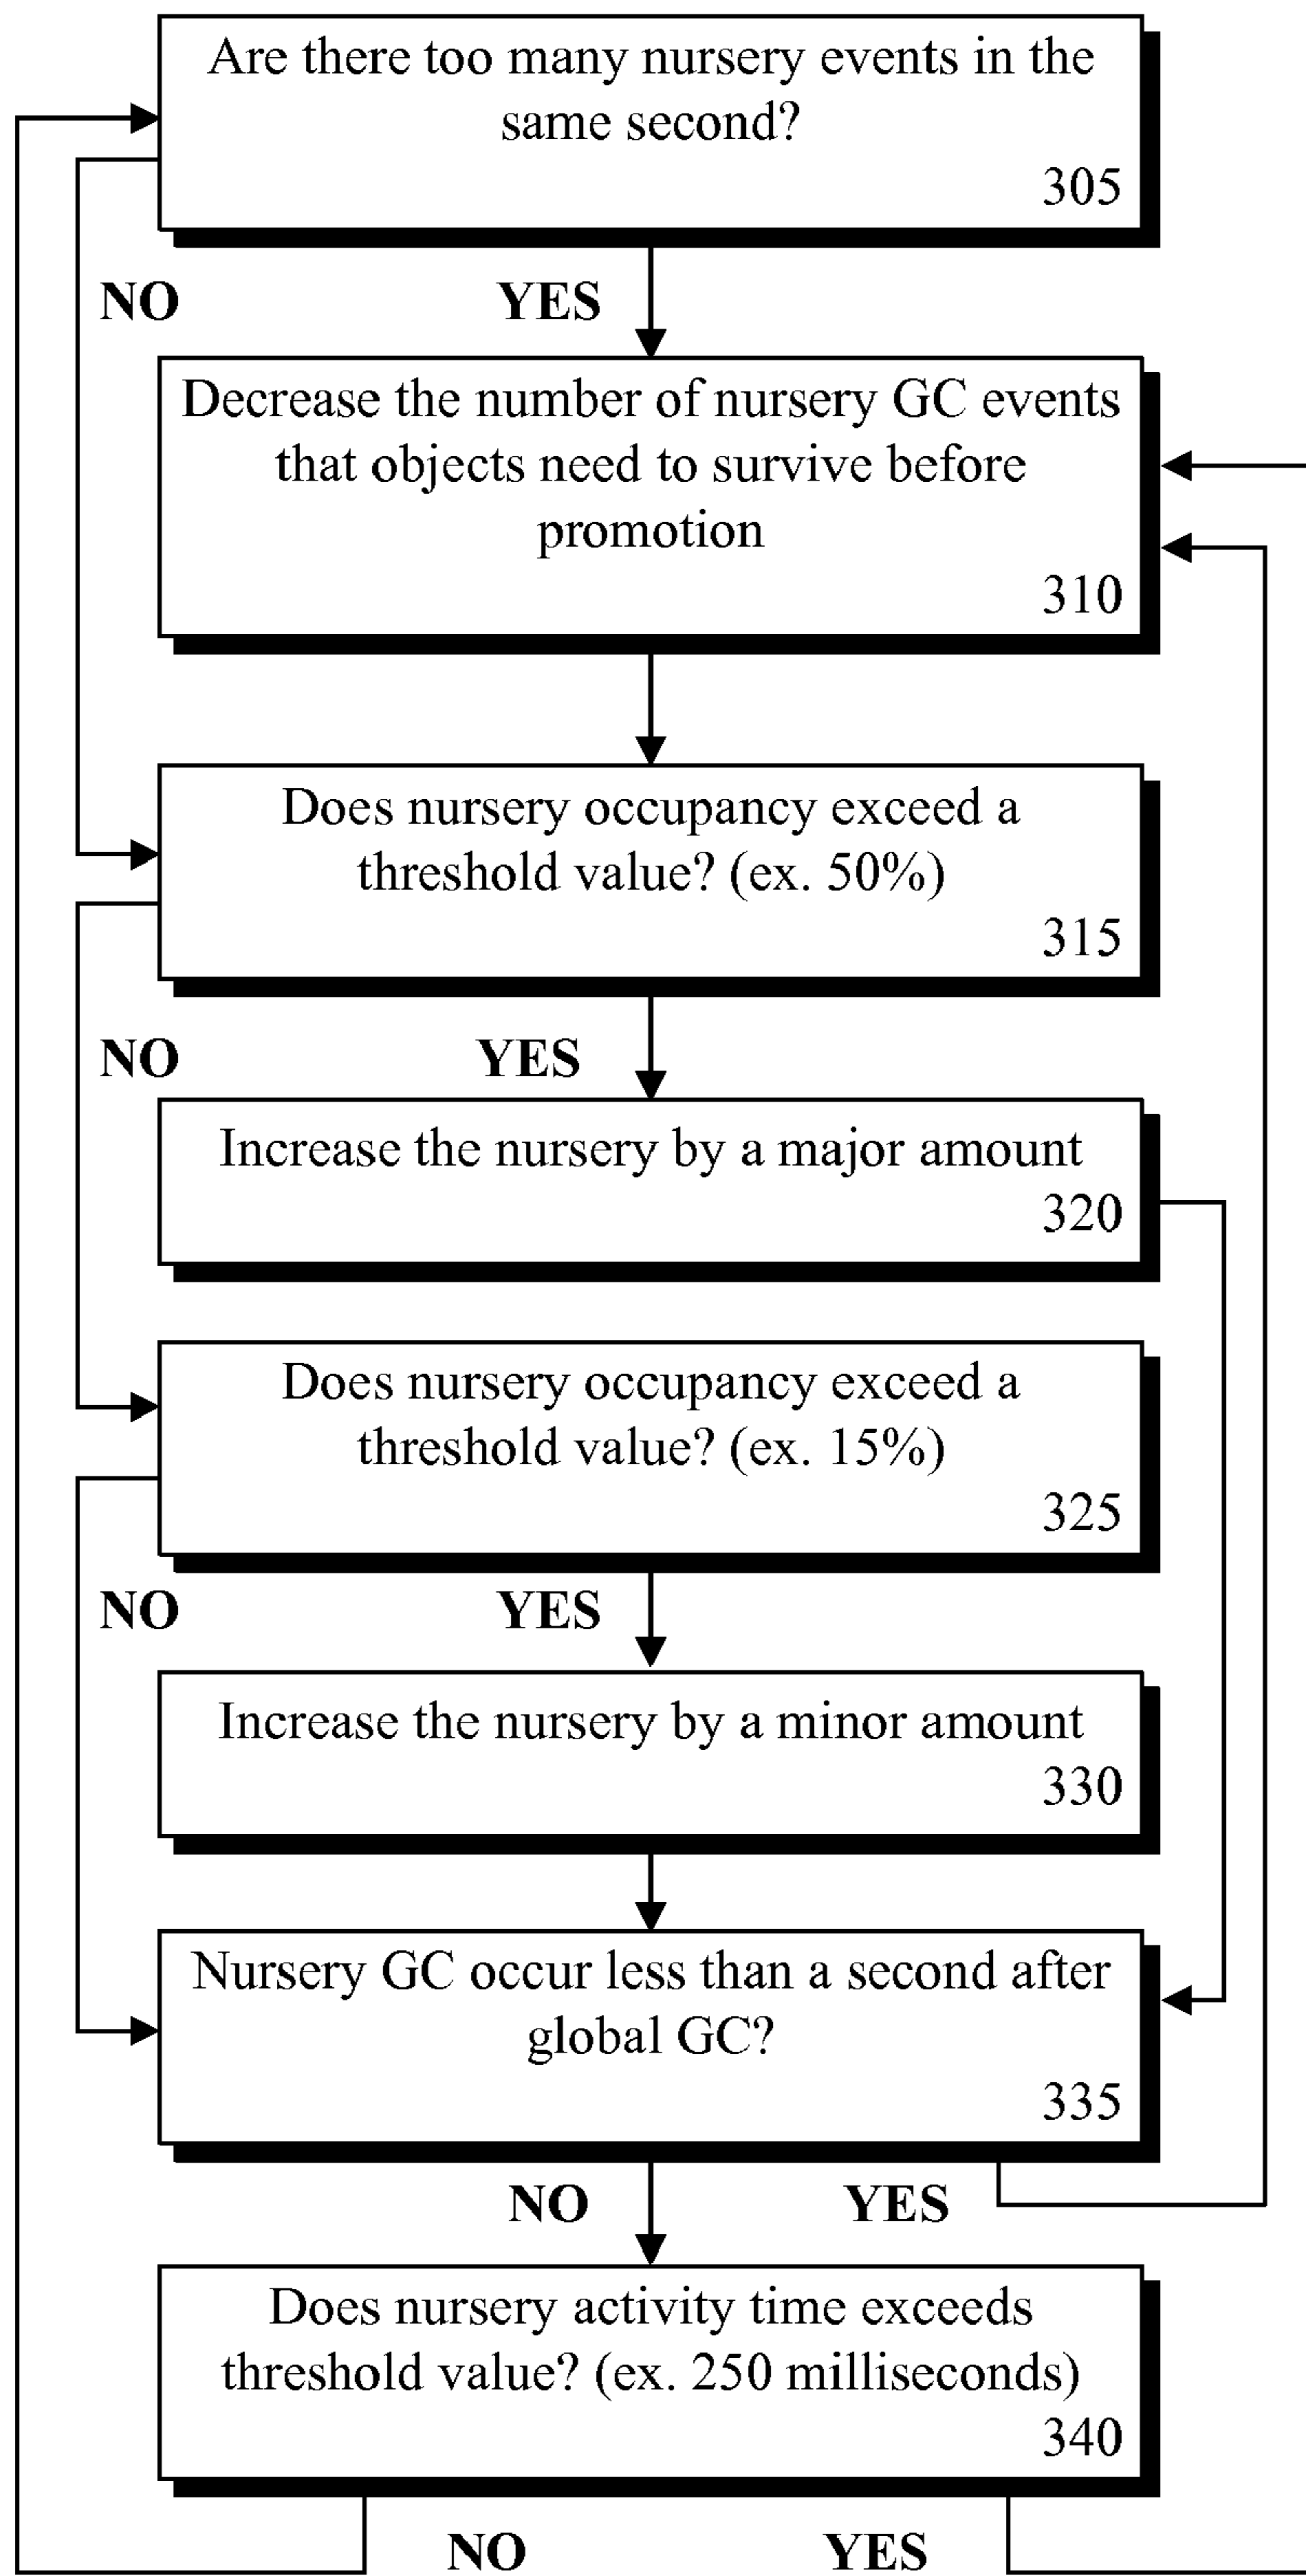 Are there too many nursery events in the
same second?
305
NO
YES
Decrease the number of nursery GC events
that objects need to survive before
promotion
310
Does nursery occupancy exceed a
threshold value? (ex. 50%)
315
NO
YES
Increase the nursery by a major amount
320
Does nursery occupancy exceed a
threshold value? (ex. 15%)
325
NO
YES
Increase the nursery by a minor amount
330
Nursery GC occur less than a second after
global GC?
335
NO
YES
Does nursery activity time exceeds
threshold value? (ex. 250 milliseconds)
340
NO
YES